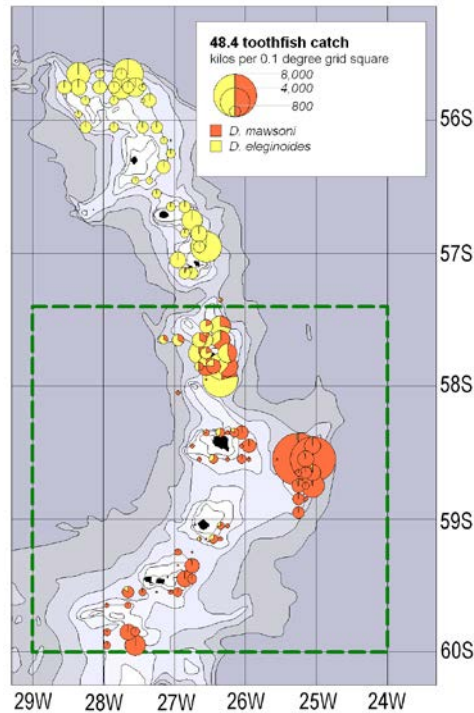 48.4 toothfish catch
kilos per 0.1 degree grid square
8,000
4,000
800
D. mawsoni
D. eleginoides
56S
57S
58S
59S
60S
29W 28W 27W 26W 25W 24W